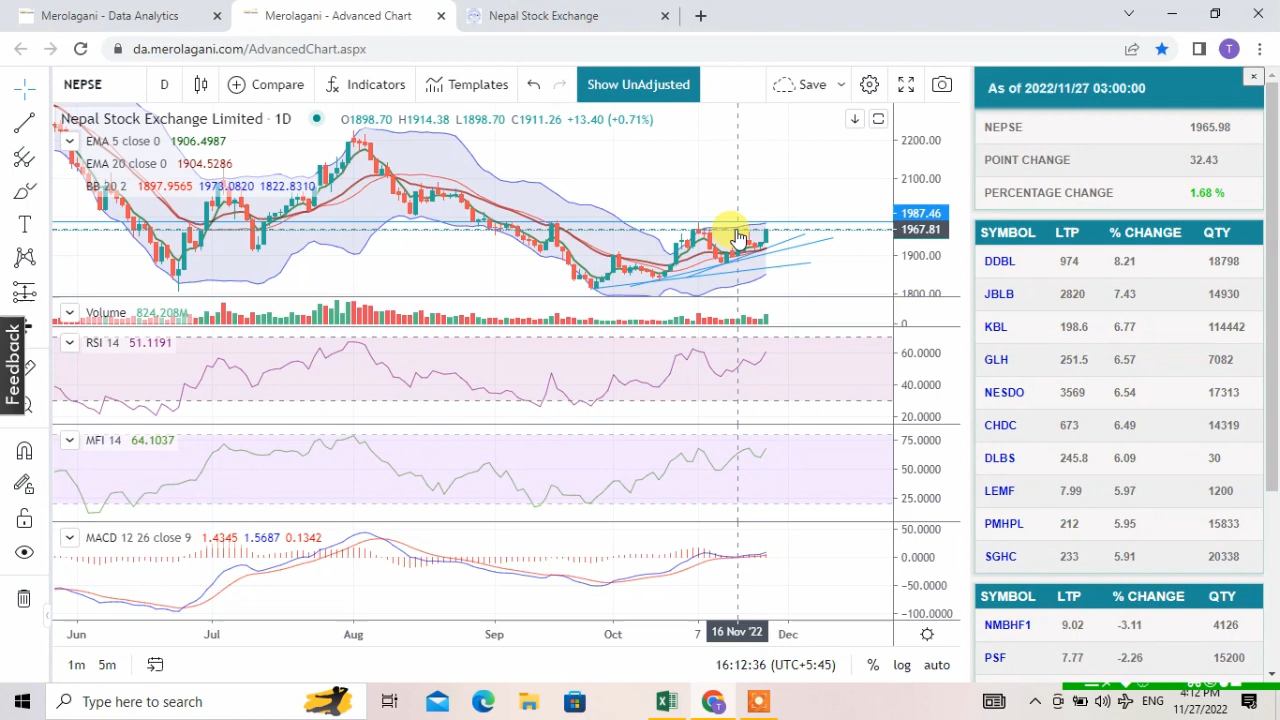 Merolagani - Data Analytics
Merolagani - Advanced Chart
Nepal Stock Exchange
da.merolagani.com/AdvancedChart.aspx
T
NEPSE
D
Compare
Indicators
Templates
Show UnAdjusted
Save
Nepal Stock Exchange Limited · 1D
O1898.70 H1914.38 L1898.70 C1911.26 +13.40 (+0.71%)
EMA 5 close 0 1906.4987
EMA 20 close 0 1904.5286
BB 20 2 1897.9565 1973.0820 1822.8310
2200.00
2100.00
1987.46
1967.81
1900.00
1800.00
Volume 824.208M
0
RSI 14 51.1191
60.0000
40.0000
20.0000
MFI 14 64.1037
75.0000
50.0000
25.0000
MACD 12 26 close 9 1.4345 1.5687 0.1342
50.0000
0.0000
−50.0000
−100.0000
Jun Jul Aug Sep Oct 7 16 Nov '22 Dec
1m 5m
16:12:36 (UTC+5:45)
% log auto
Feedback
As of 2022/11/27 03:00:00
NEPSE 1965.98
POINT CHANGE 32.43
PERCENTAGE CHANGE 1.68 %
SYMBOL LTP % CHANGE QTY
DDBL 974 8.21 18798
JBLB 2820 7.43 14930
KBL 198.6 6.77 114442
GLH 251.5 6.57 7082
NESDO 3569 6.54 17313
CHDC 673 6.49 14319
DLBS 245.8 6.09 30
LEMF 7.99 5.97 1200
PMHPL 212 5.95 15833
SGHC 233 5.91 20338
SYMBOL LTP % CHANGE QTY
NMBHF1 9.02 -3.11 4126
PSF 7.77 -2.26 15200
Type here to search
ENG
4:12 PM
11/27/2022